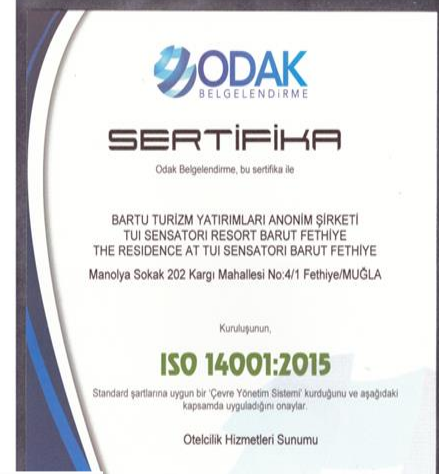 ODAK
BELGELENDİRME
SERTİFİKA
Odak Belgelendirme, bu sertifika ile
BARTU TURİZM YATIRIMLARI ANONİM ŞİRKETİ
TUI SENSATORI RESORT BARUT FETHİYE
THE RESIDENCE AT TUI SENSATORI BARUT FETHİYE
Manolya Sokak 202 Kargı Mahallesi No:4/1 Fethiye/MUĞLA
Kuruluşunun,
ISO 14001:2015
Standard şartlarına uygun bir 'Çevre Yönetim Sistemi' kurduğunu ve aşağıdaki
kapsamda uyguladığını onaylar.
Otelcilik Hizmetleri Sunumu